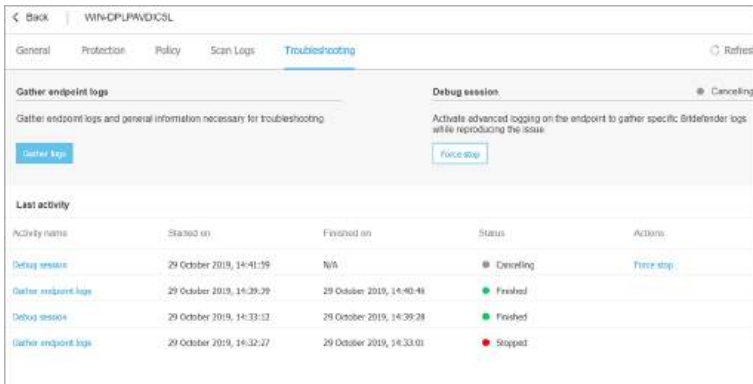 Back WIN-DPLPAVDICSL
General Protection Policy Scan Logs Troubleshooting Refresh
Gather endpoint logs Debug session Cancelling
Gather endpoint logs and general information necessary for troubleshooting
Activate advanced logging on the endpoint to gather specific Bitdefender logs
while reproducing the issue
Gather logs Force stop
Last activity
Activity name Started on Finished on Status Actions
Debug session 29 October 2019, 14:41:59 N/A Cancelling Force stop
Gather endpoint logs 29 October 2019, 14:39:39 29 October 2019, 14:40:48 Finished
Debug session 29 October 2019, 14:33:12 29 October 2019, 14:39:28 Finished
Gather endpoint logs 29 October 2019, 14:32:27 29 October 2019, 14:33:01 Stopped